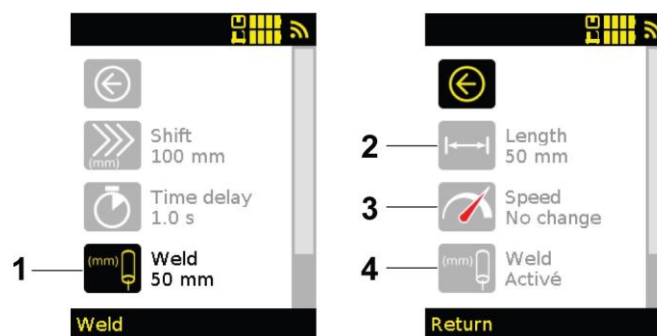 (mm)
Shift
100 mm
Time delay
1.0 s
1
(mm)
Weld
50 mm
Weld
2
Length
50 mm
3
Speed
No change
4
(mm)
Weld
Activé
Return